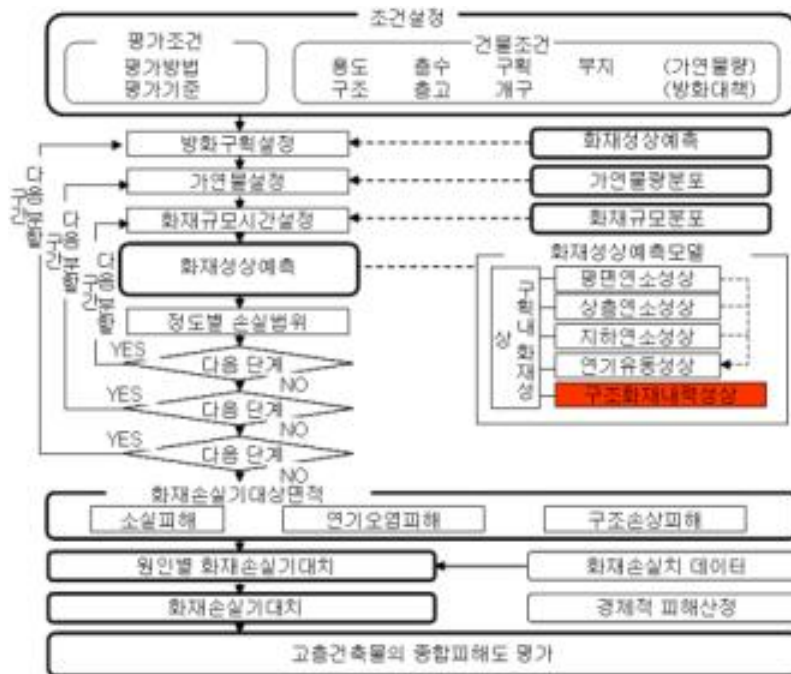 조건설정
평가조건
평가방법
평가기준
건물조건
용도 층수 구획 부지 (가연물량)
구조 층고 개구 (방화대책)
방화구획설정
화재성상예측
가연물설정
가연물량분포
화재규모시간설정
화재규모분포
화재성상예측
화재성상예측모델
구획내 화재성상
평면연소성상
상층연소성상
지하연소성상
연기유동성상
구조화재내력성상
정도별 손실범위
다음 구간
다음 구간
다음 구간
YES
다음 단계
NO
YES
다음 단계
NO
YES
다음 단계
NO
화재손실기대상면적
소실피해
연기오염피해
구조손상피해
원인별 화재손실기대치
화재손실치 데이터
화재손실기대치
경제적 피해산정
고층건축물의 종합피해도 평가